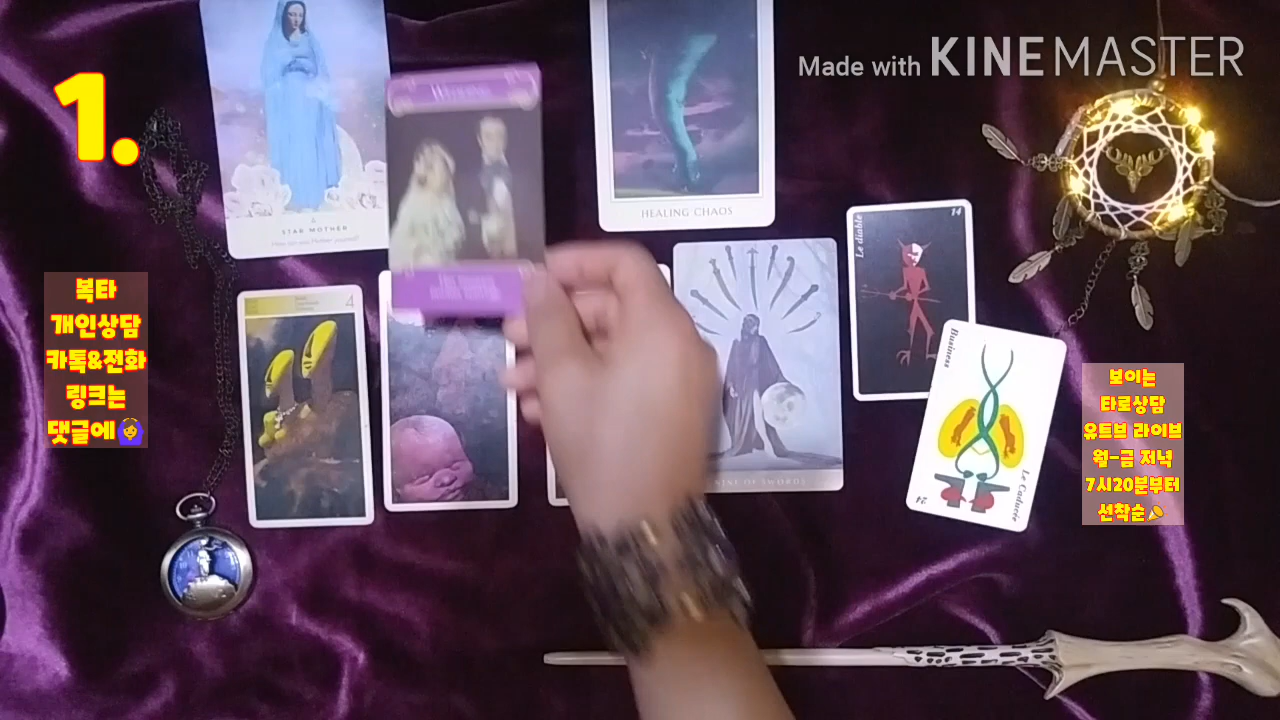 1.
Made with KINEMASTER
STAR MOTHER
HEALING CHAOS
14
Le diable
4
복타
개인상담
카톡&전화
링크는
댓글에🙆‍♀️
NINE OF SWORDS
Business
Le Caducée
24
보이는
타로상담
유트브 라이브
월-금 저녁
7시20분부터
선착순📣